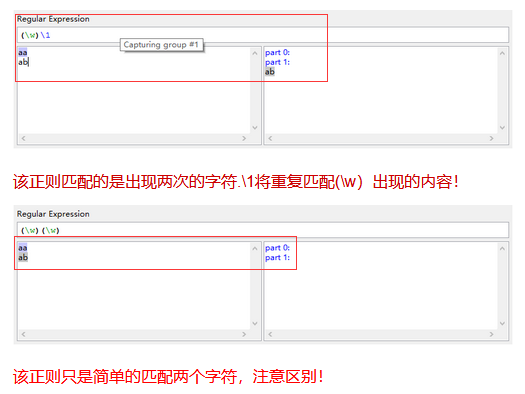 Regular Expression
(\w)\1
Capturing group #1
aa
ab
part 0:
part 1:
ab
该正则匹配的是出现两次的字符.\1将重复匹配(\w）出现的内容！
Regular Expression
(\w)(\w)
aa
ab
part 0:
part 1:
该正则只是简单的匹配两个字符，注意区别！